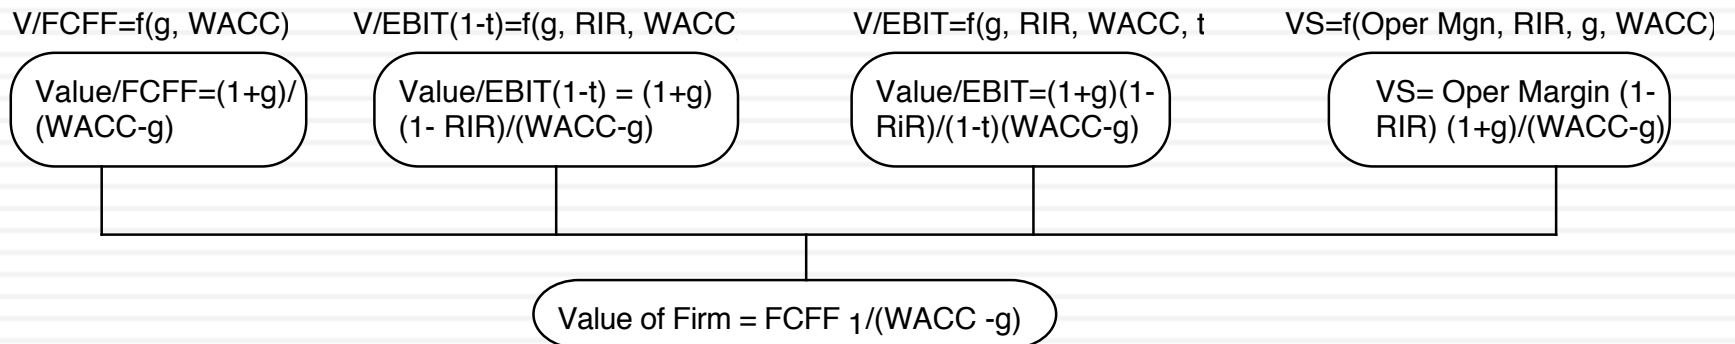 V/FCFF=f(g, WACC)
V/EBIT(1-t)=f(g, RIR, WACC
V/EBIT=f(g, RIR, WACC, t
VS=f(Oper Mgn, RIR, g, WACC)
Value/FCFF=(1+g)/
(WACC-g)
Value/EBIT(1-t) = (1+g)
(1- RIR)/(WACC-g)
Value/EBIT=(1+g)(1-
RiR)/(1-t)(WACC-g)
VS= Oper Margin (1-
RIR) (1+g)/(WACC-g)
Value of Firm = FCFF 1/(WACC -g)